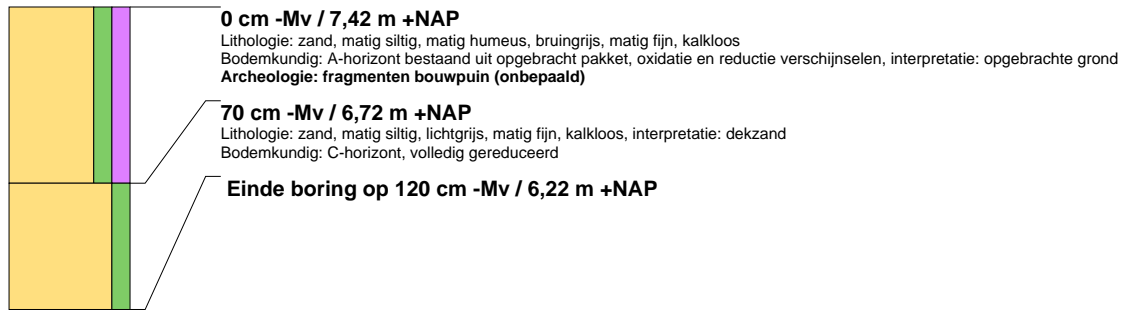 0 cm -Mv / 7,42 m +NAP
Lithologie: zand, matig siltig, matig humeus, bruingrijs, matig fijn, kalkloos
Bodemkundig: A-horizont bestaand uit opgebracht pakket, oxidatie en reductie verschijnselen, interpretatie: opgebrachte grond
Archeologie: fragmenten bouwpuin (onbepaald)
70 cm -Mv / 6,72 m +NAP
Lithologie: zand, matig siltig, lichtgrijs, matig fijn, kalkloos, interpretatie: dekzand
Bodemkundig: C-horizont, volledig gereduceerd
Einde boring op 120 cm -Mv / 6,22 m +NAP